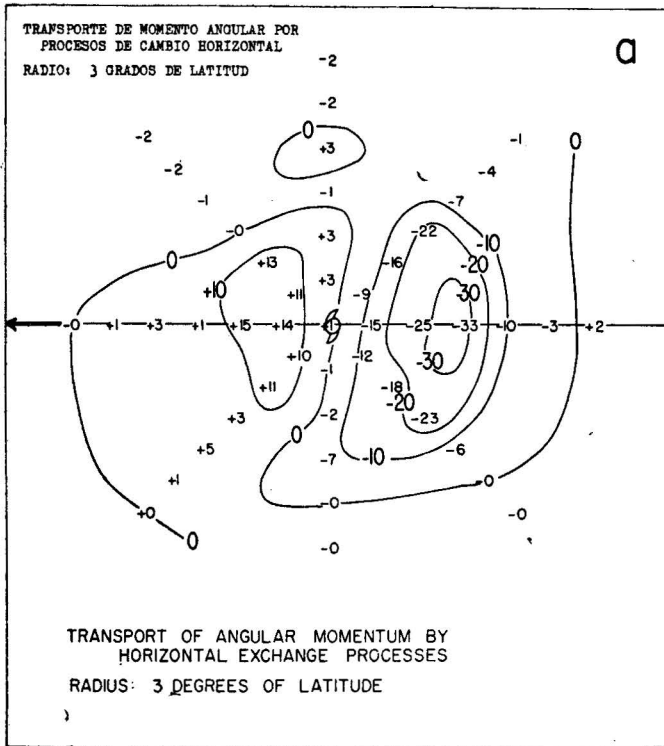 TRANSPORTE DE MOMENTO ANGULAR POR
PROCESOS DE CAMBIO HORIZONTAL
RADIO: 3 GRADOS DE LATITUD
a
-2
-2
-2 0 -1 0
+3
-2 -4
-1 -1 -7
-0 +3 -22 -10
0 +13 -16 -20
+10 +11 +3 -9 -30
-0 +1 +3 +1 +15 +14 +1 -15 -25 -33 -10 -3 +2
+10 -1 -12 -30
+11 -18 -20
+3 -2 -23
0
+5 -7 -10 -6
+1 -0
+0 -0 -0
0 -0
TRANSPORT OF ANGULAR MOMENTUM BY
HORIZONTAL EXCHANGE PROCESSES
RADIUS: 3 DEGREES OF LATITUDE